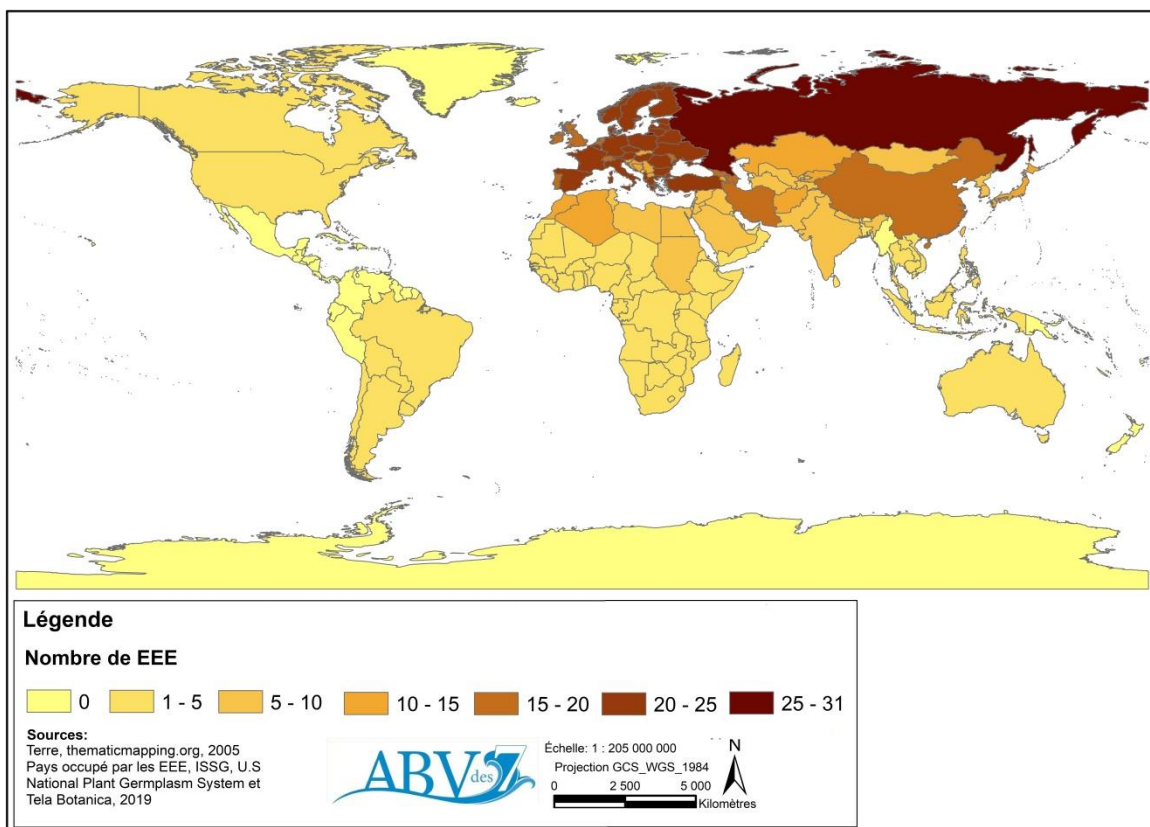 Légende
Nombre de EEE
0
1 - 5
5 - 10
10 - 15
15 - 20
20 - 25
25 - 31
Sources:
Terre, thematicmapping.org, 2005
Pays occupé par les EEE, ISSG, U.S
National Plant Germplasm System et
Tela Botanica, 2019
ABV des 7
Échelle: 1 : 205 000 000
Projection GCS_WGS_1984
0 2 500 5 000
Kilomètres
N